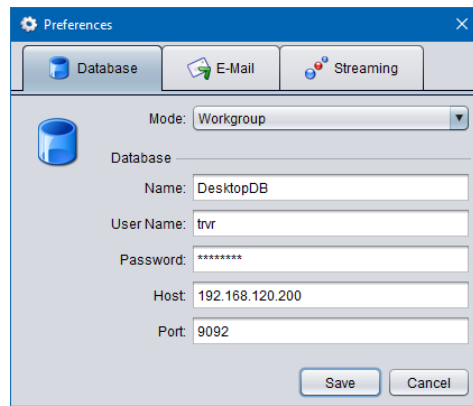 Preferences
Database E-Mail Streaming
Mode: Workgroup
Database
Name: DesktopDB
User Name: trvr
Password: ********
Host: 192.168.120.200
Port: 9092
Save Cancel